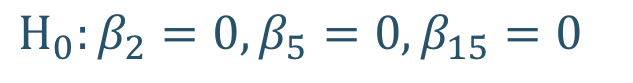 H₀: β₂ = 0, β₅ = 0, β₁₅ = 0